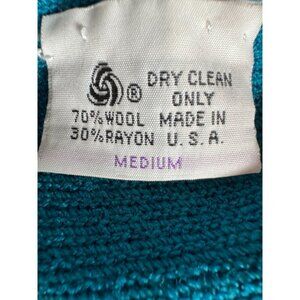 ® DRY CLEAN
ONLY
70% WOOL MADE IN
30% RAYON U.S.A.
MEDIUM